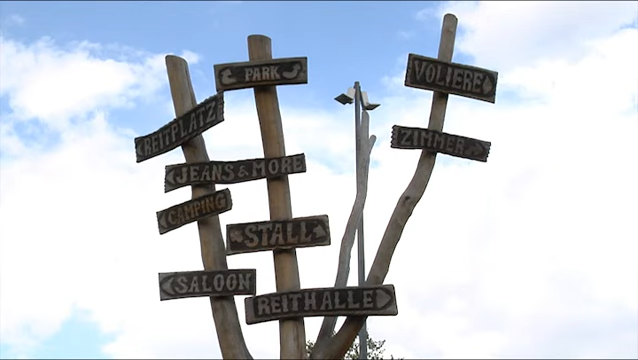 PARK
VOLIERE
REITPLATZ
ZIMMER
JEANS & MORE
CAMPING
STALL
SALOON
REITHALLE